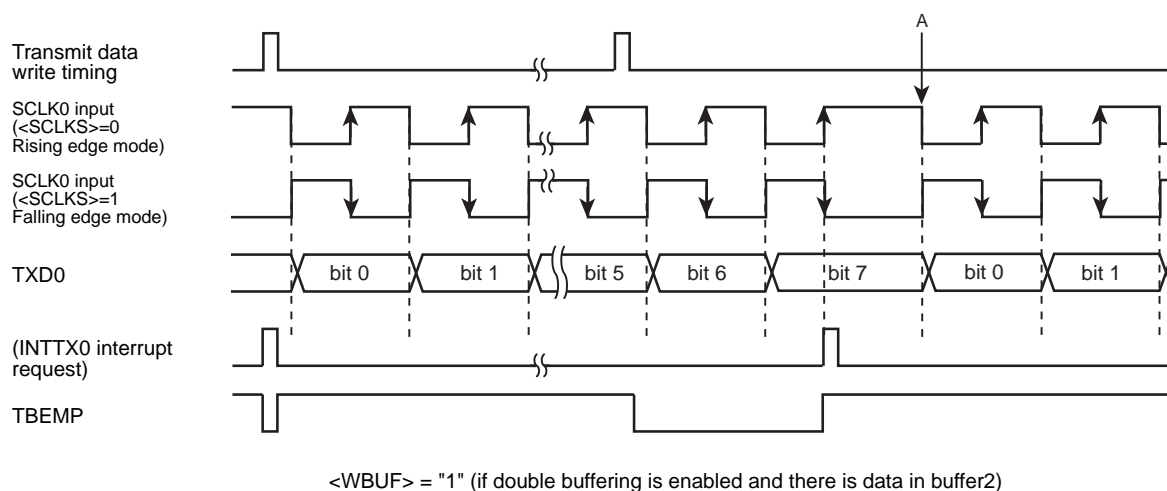 A
Transmit data
write timing
SCLK0 input
(<SCLKS>=0
Rising edge mode)
SCLK0 input
(<SCLKS>=1
Falling edge mode)
TXD0
bit 0
bit 1
bit 5
bit 6
bit 7
bit 0
bit 1
(INTTX0 interrupt
request)
TBEMP
<WBUF> = "1" (if double buffering is enabled and there is data in buffer2)